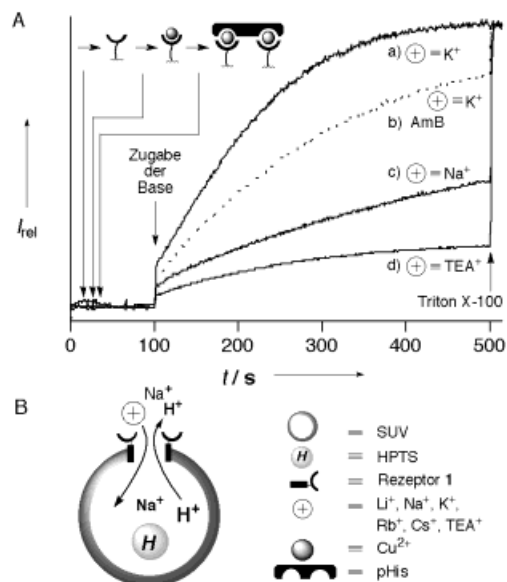 A
a) ⊕ = K⁺
⊕ = K⁺
b) AmB
Zugabe
der
Base
c) ⊕ = Na⁺
d) ⊕ = TEA⁺
Irel
Triton X-100
0 100 200 300 400 500
t / s
B
Na⁺
H⁺
Na⁺
H⁺
H
= SUV
H = HPTS
= Rezeptor 1
= Li⁺, Na⁺, K⁺,
Rb⁺, Cs⁺, TEA⁺
= Cu²⁺
= pHis